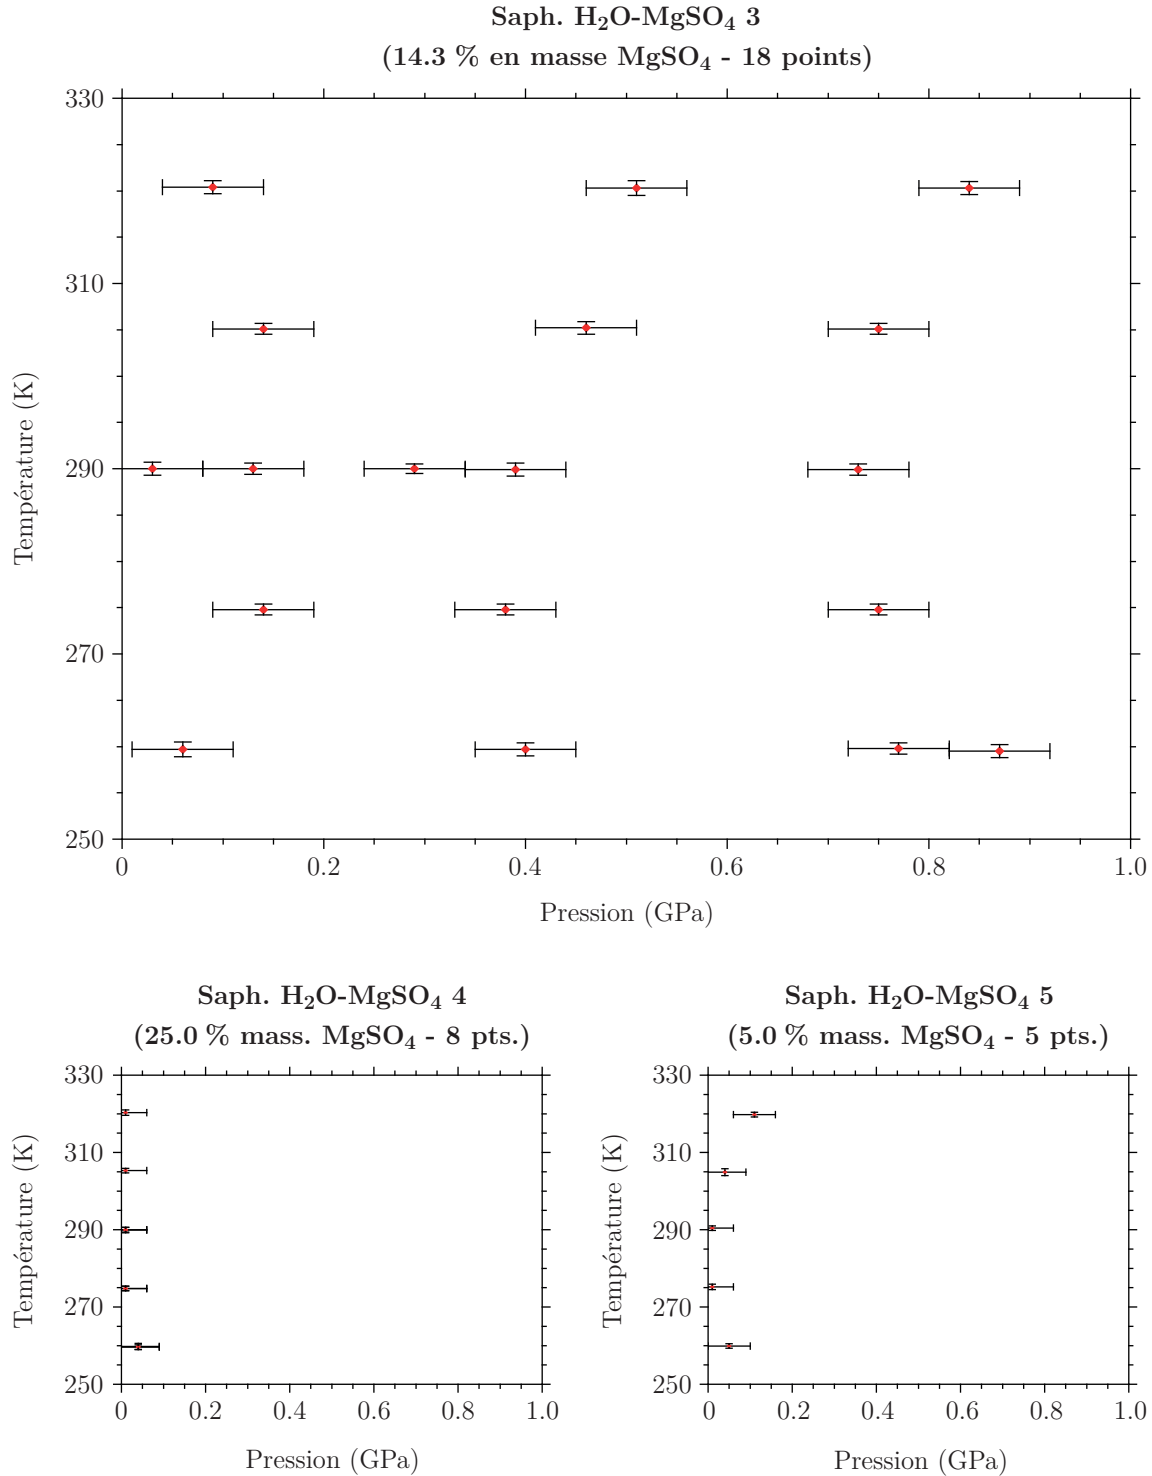 Saph. H₂O-MgSO₄ 3
(14.3 % en masse MgSO₄ - 18 points)
330
310
290
270
250
Température (K)
0 0.2 0.4 0.6 0.8 1.0
Pression (GPa)
Saph. H₂O-MgSO₄ 4
(25.0 % mass. MgSO₄ - 8 pts.)
330
310
290
270
250
Température (K)
0 0.2 0.4 0.6 0.8 1.0
Pression (GPa)
Saph. H₂O-MgSO₄ 5
(5.0 % mass. MgSO₄ - 5 pts.)
330
310
290
270
250
Température (K)
0 0.2 0.4 0.6 0.8 1.0
Pression (GPa)